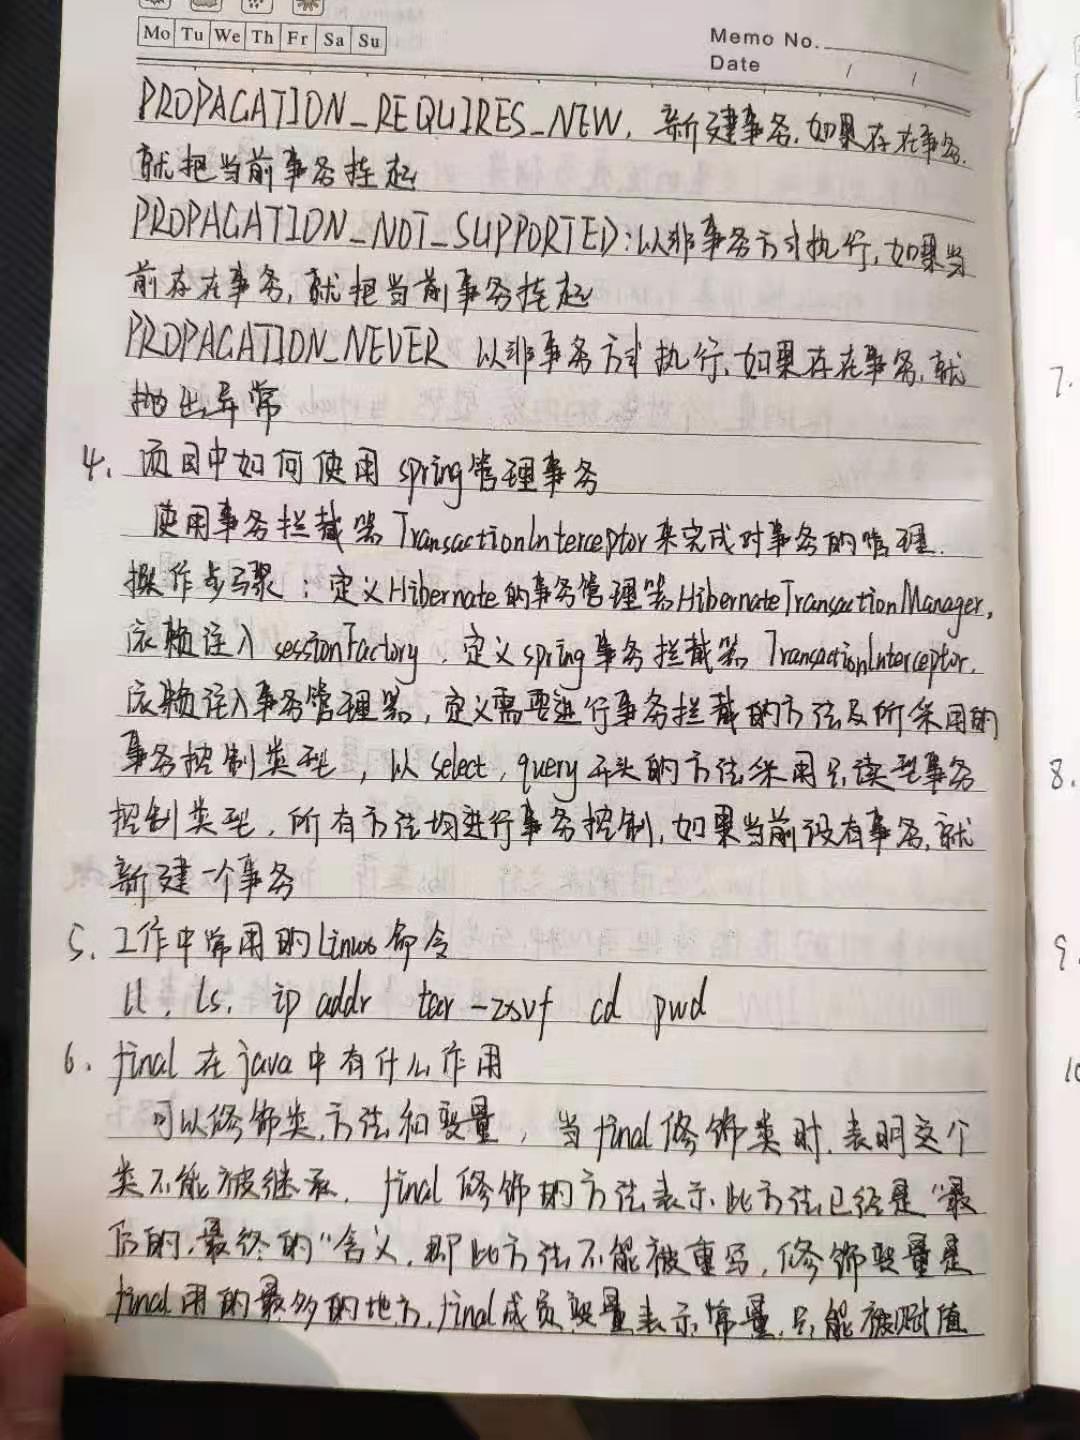 Mo Tu We Th Fr Sa Su
Memo No.
Date / /
PROPAGATION_REQUIRES_NEW, 新建事务,如果存在事务,
就把当前事务挂起
PROPAGATION_NOT_SUPPORTED:以非事务方式执行,如果当
前存在事务,就把当前事务挂起
PROPAGATION_NEVER 以非事务方式执行,如果存在事务,就
抛出异常
4. 项目中如何使用spring管理事务
使用事务拦截器TransactionInterceptor来完成对事务的管理.
操作步骤:定义Hibernate的事务管理器HibernateTransactionManager,
依赖注入sessionFactory,定义spring事务拦截器TransactionInterceptor,
依赖注入事务管理器,定义需要进行事务拦截的方法及所采用的
事务控制类型,以select,query开头的方法采用只读型事务
控制类型,所有方法均进行事务控制,如果当前没有事务,就
新建一个事务
5. 工作中常用的Linux命令
ll, ls, ip addr tar -zxvf cd pwd
6. final在java中有什么作用
可以修饰类,方法和变量,当final修饰类时,表明这个
类不能被继承,final修饰的方法表示此方法已经是“最
后的,最终的”含义,即此方法不能被重写,修饰变量是
final用的最多的地方,final成员变量表示常量,只能被赋值
7.
8.
9.
10